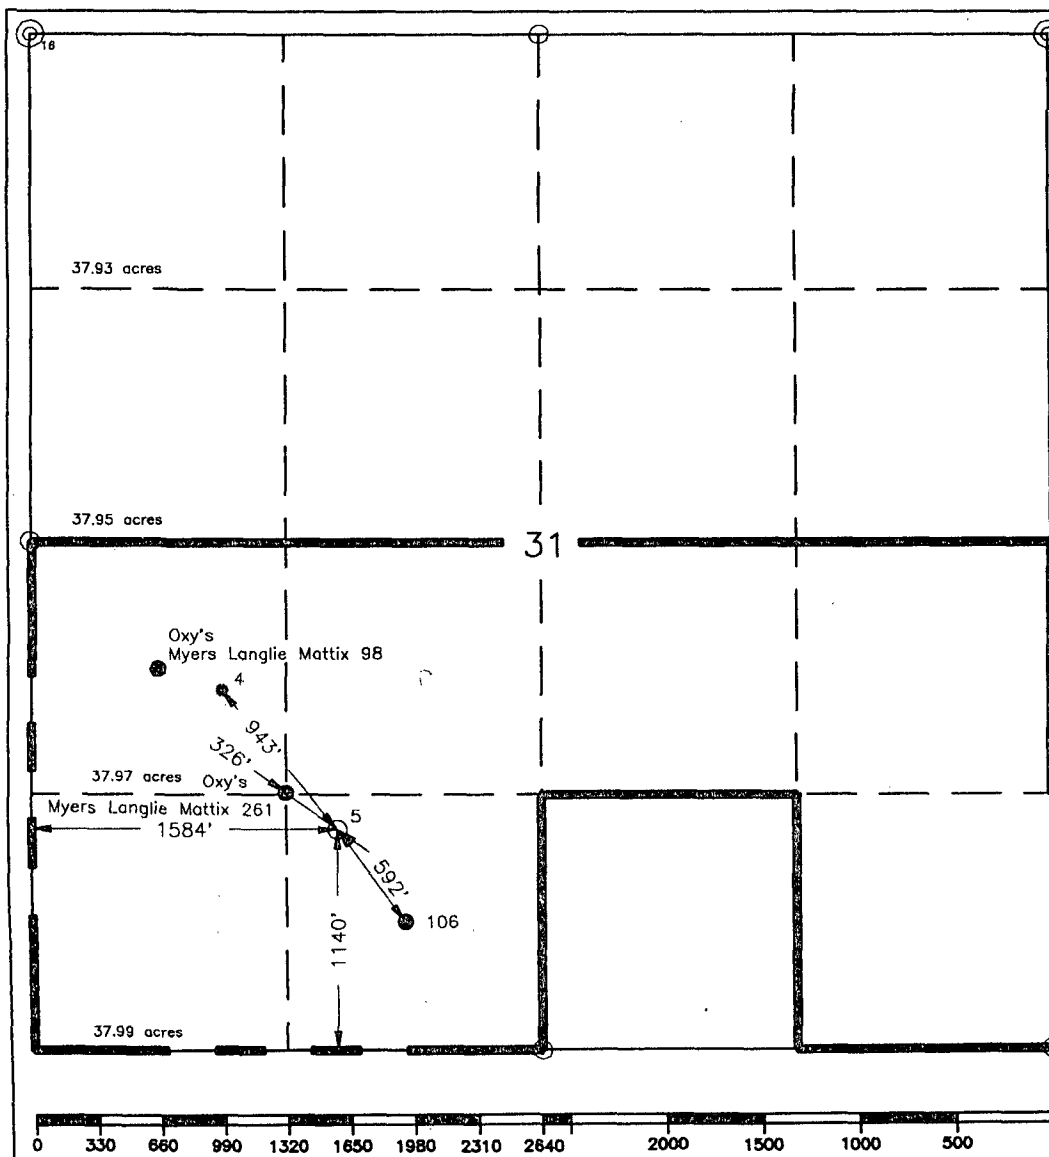 16
37.93 acres
37.95 acres
31
Oxy's
Myers Langlie Mattix 98
4
943'
326'
37.97 acres
Oxy's
Myers Langlie Mattix 261
5
1584'
592'
106
1140'
37.99 acres
0 330 660 990 1320 1650 1980 2310 2640 2000 1500 1000 500